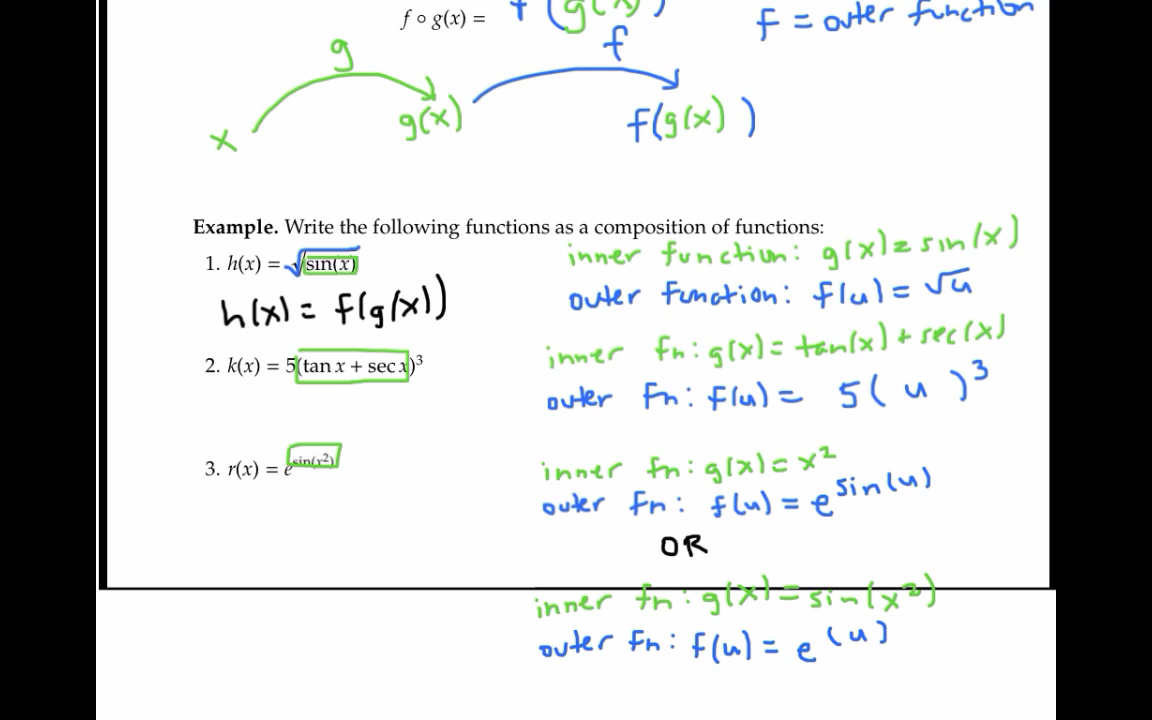 f ∘ g(x) = f(g(x))
f = outer function
g
f
x
g(x)
f(g(x))
Example. Write the following functions as a composition of functions:
1. h(x) = √sin(x)
inner function: g(x) = sin(x)
outer function: f(u) = √u
h(x) = f(g(x))
2. k(x) = 5(tan x + sec x)³
inner fn: g(x) = tan(x) + sec(x)
outer fn: f(u) = 5( u )³
3. r(x) = e^sin(x²)
inner fn: g(x) = x²
outer fn: f(u) = e^sin(u)
OR
inner fn: g(x) = sin(x²)
outer fn: f(u) = e^(u)